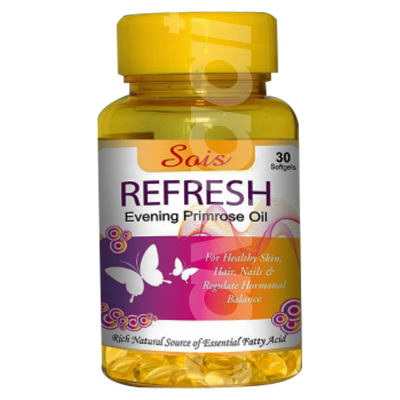 Sois
30
Softgels
REFRESH
Evening Primrose Oil
For Healthy Skin,
Hair, Nails &
Regulate Hormonal
Balance
Rich Natural Source of Essential Fatty Acid